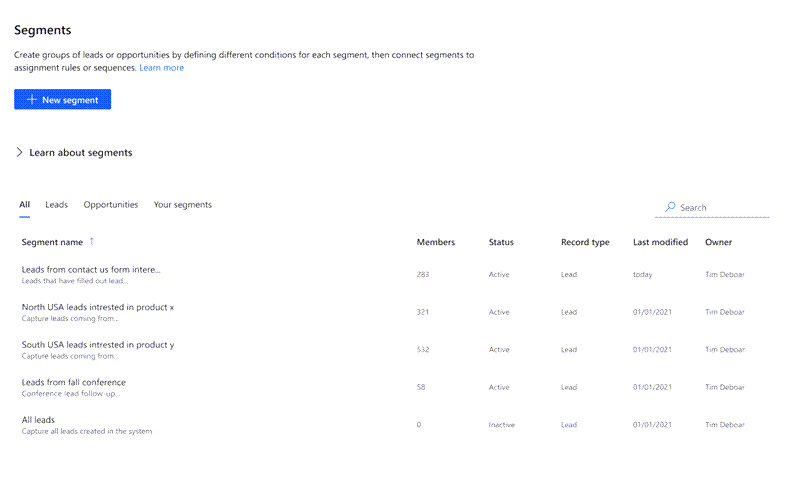 Segments
Create groups of leads or opportunities by defining different conditions for each segment, then connect segments to
assignment rules or sequences. Learn more
+ New segment
Learn about segments
All Leads Opportunities Your segments Search
Segment name ↑ Members Status Record type Last modified Owner
Leads from contact us form intere... 283 Active Lead today Tim Deboar
Leads that have filled out lead...
North USA leads intrested in product x 321 Active Lead 01/01/2021 Tim Deboar
Capture leads coming from...
South USA leads intrested in product y 532 Active Lead 01/01/2021 Tim Deboar
Capture leads coming from...
Leads from fall conference 58 Active Lead 01/01/2021 Tim Deboar
Conference lead follow-up...
All leads 0 Inactive Lead 01/01/2021 Tim Deboar
Capture all leads created in the system